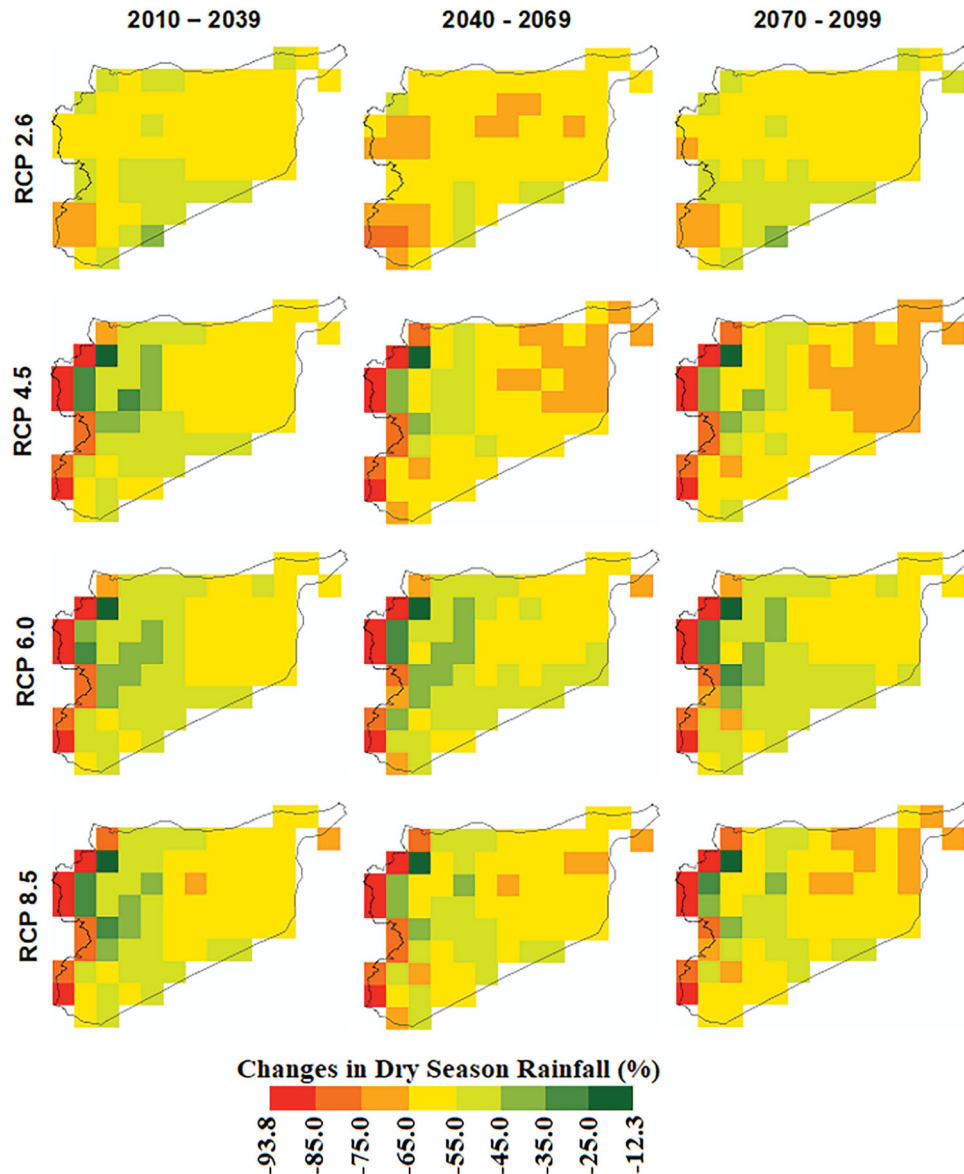 2010 – 2039
2040 - 2069
2070 - 2099
RCP 2.6
RCP 4.5
RCP 6.0
RCP 8.5
Changes in Dry Season Rainfall (%)
-93.8
-85.0
-75.0
-65.0
-55.0
-45.0
-35.0
-25.0
-12.3